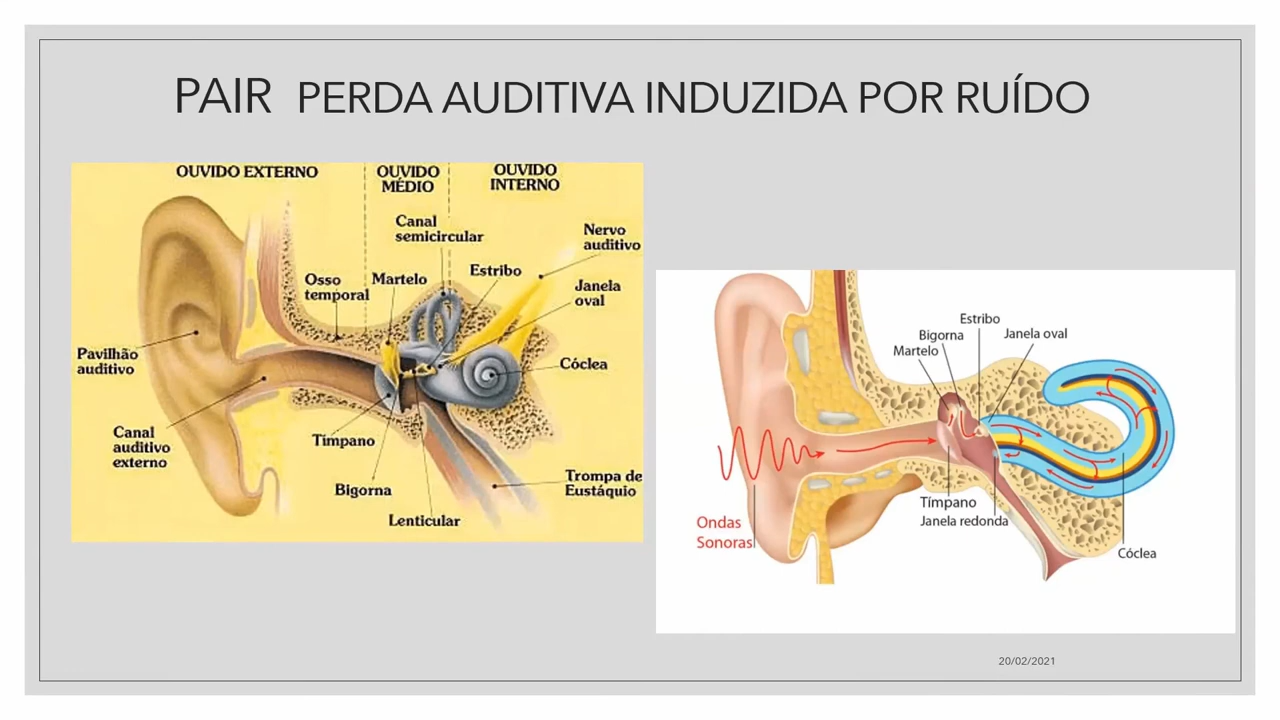 PAIR PERDA AUDITIVA INDUZIDA POR RUÍDO
OUVIDO EXTERNO
OUVIDO
MÉDIO
OUVIDO
INTERNO
Canal
semicircular
Nervo
auditivo
Osso
temporal
Martelo
Estribo
Janela
oval
Pavilhão
auditivo
Cóclea
Canal
auditivo
externo
Tímpano
Bigorna
Lenticular
Trompa de
Eustáquio
Estribo
Bigorna
Janela oval
Martelo
Tímpano
Janela redonda
Ondas
Sonoras
Cóclea
20/02/2021